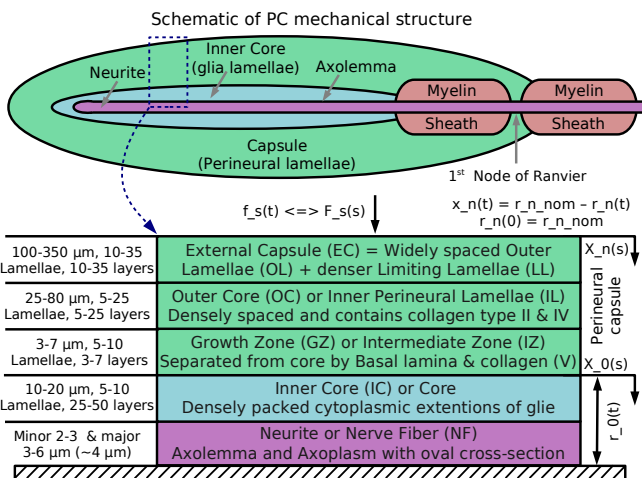 Schematic of PC mechanical structure
Inner Core
(glia lamellae)
Neurite
Axolemma
Myelin
Myelin
Sheath
Sheath
Capsule
(Perineural lamellae)
1st Node of Ranvier
f_s(t) <=> F_s(s)
x_n(t) = r_n_nom – r_n(t)
r_n(0) = r_n_nom
100-350 µm, 10-35
Lamellae, 10-35 layers
External Capsule (EC) = Widely spaced Outer
Lamellae (OL) + denser Limiting Lamellae (LL)
X_n(s)
25-80 µm, 5-25
Lamellae, 5-25 layers
Outer Core (OC) or Inner Perineural Lamellae (IL)
Densely spaced and contains collagen type II & IV
Perineural
capsule
3-7 µm, 5-10
Lamellae, 3-7 layers
Growth Zone (GZ) or Intermediate Zone (IZ)
Separated from core by Basal lamina & collagen (V)
X_0(s)
10-20 µm, 5-10
Lamellae, 25-50 layers
Inner Core (IC) or Core
Densely packed cytoplasmic extentions of glie
r_0(t)
Minor 2-3 & major
3-6 µm (~4 µm)
Neurite or Nerve Fiber (NF)
Axolemma and Axoplasm with oval cross-section